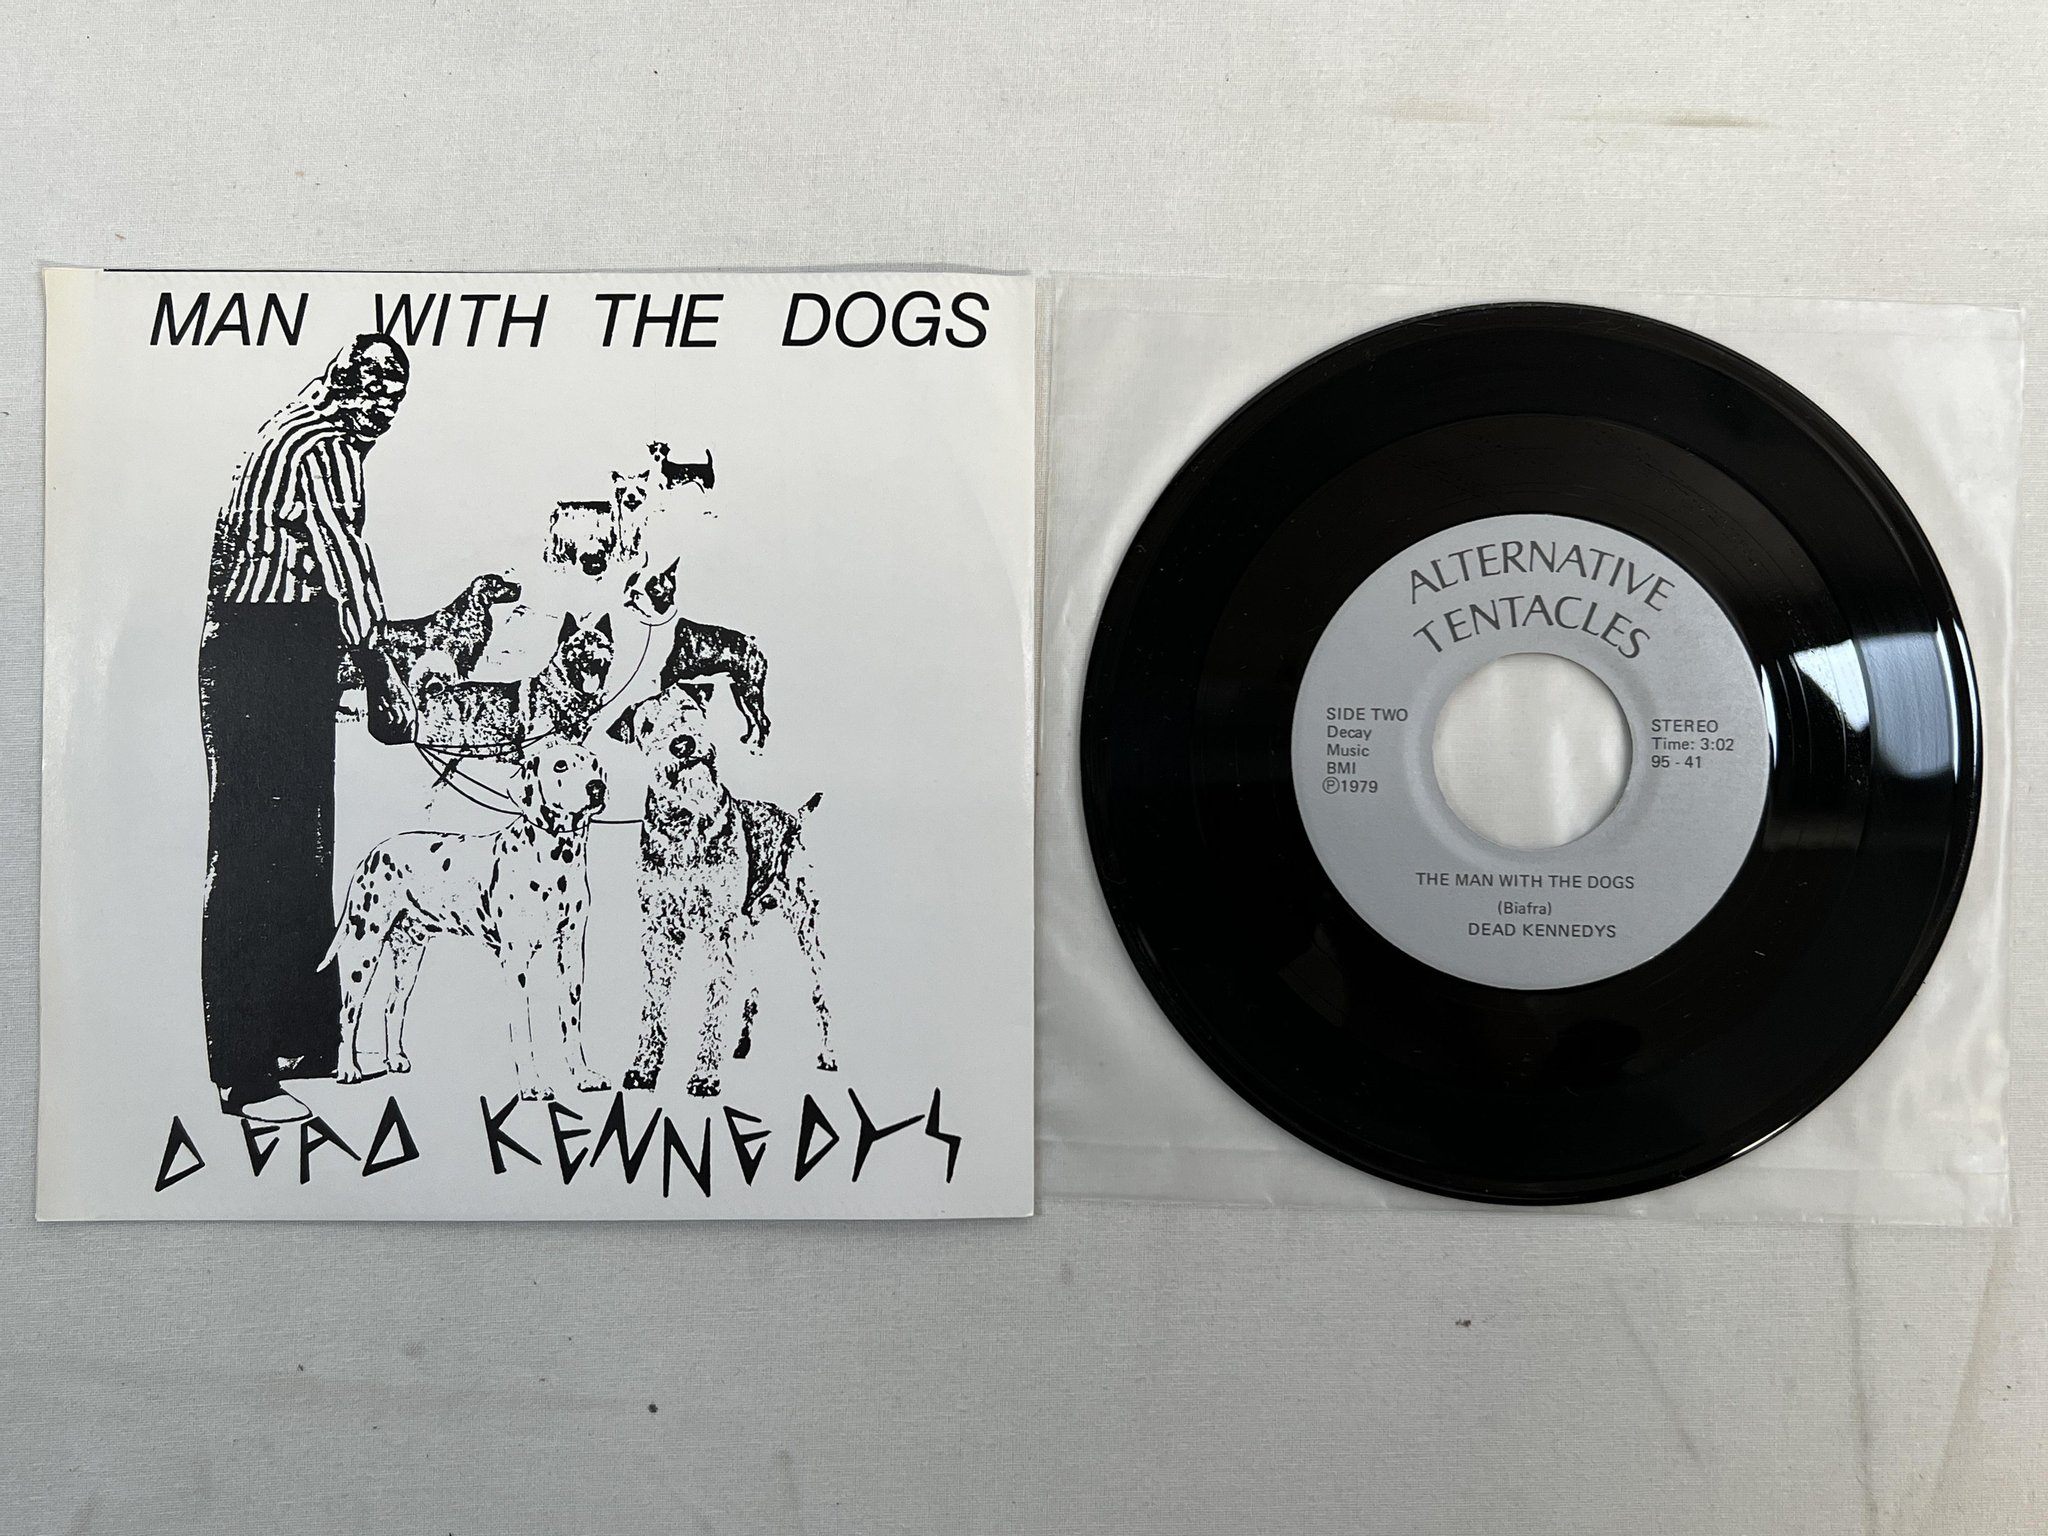 MAN WITH THE DOGS
DEAD KENNEDYS
ALTERNATIVE
TENTACLES
SIDE TWO
Decay
Music
BMI
℗1979
STEREO
Time: 3:02
95 - 41
THE MAN WITH THE DOGS
(Biafra)
DEAD KENNEDYS